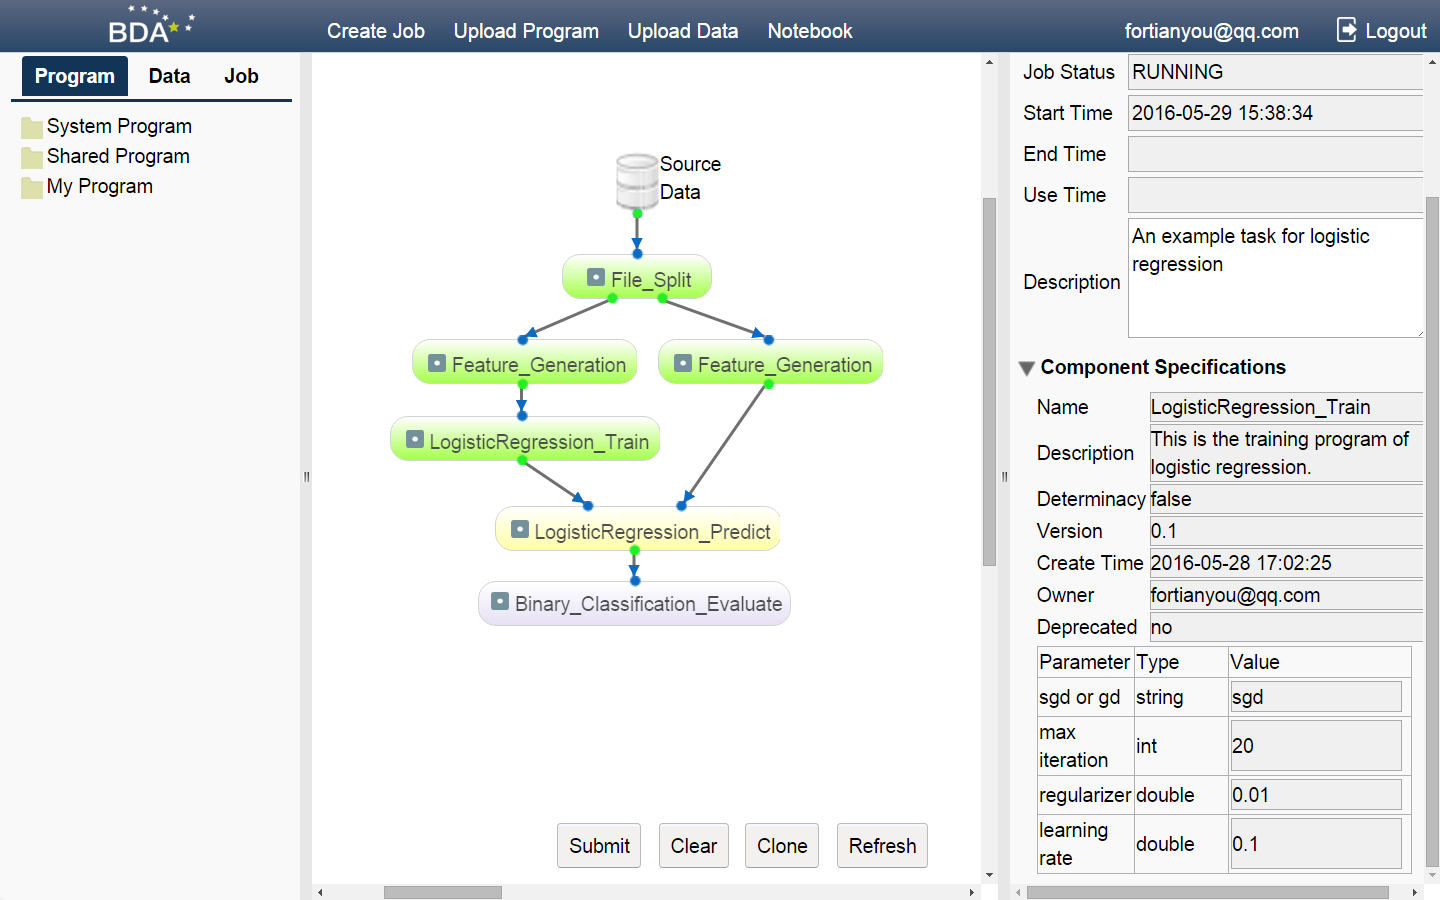 BDA
Create Job
Upload Program
Upload Data
Notebook
fortianyou@qq.com
Logout
Program
Data
Job
System Program
Shared Program
My Program
Source
Data
File_Split
Feature_Generation
Feature_Generation
LogisticRegression_Train
LogisticRegression_Predict
Binary_Classification_Evaluate
Submit
Clear
Clone
Refresh
Job Status RUNNING
Start Time 2016-05-29 15:38:34
End Time
Use Time
Description
An example task for logistic
regression
Component Specifications
Name LogisticRegression_Train
Description
This is the training program of
logistic regression.
Determinacy false
Version 0.1
Create Time 2016-05-28 17:02:25
Owner fortianyou@qq.com
Deprecated no
Parameter Type Value
sgd or gd string sgd
max
iteration int 20
regularizer double 0.01
learning
rate double 0.1